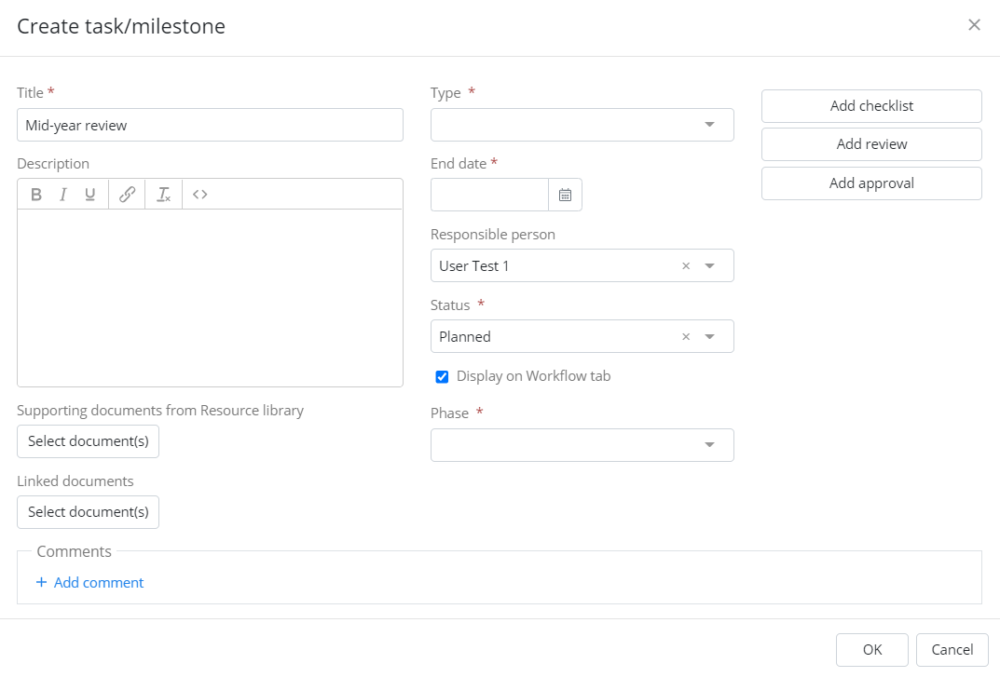 Create task/milestone
Title *
Mid-year review
Description
B I U
Supporting documents from Resource library
Select document(s)
Linked documents
Select document(s)
Type *
End date *
Responsible person
User Test 1
Status *
Planned
Display on Workflow tab
Phase *
Add checklist
Add review
Add approval
Comments
+ Add comment
OK
Cancel